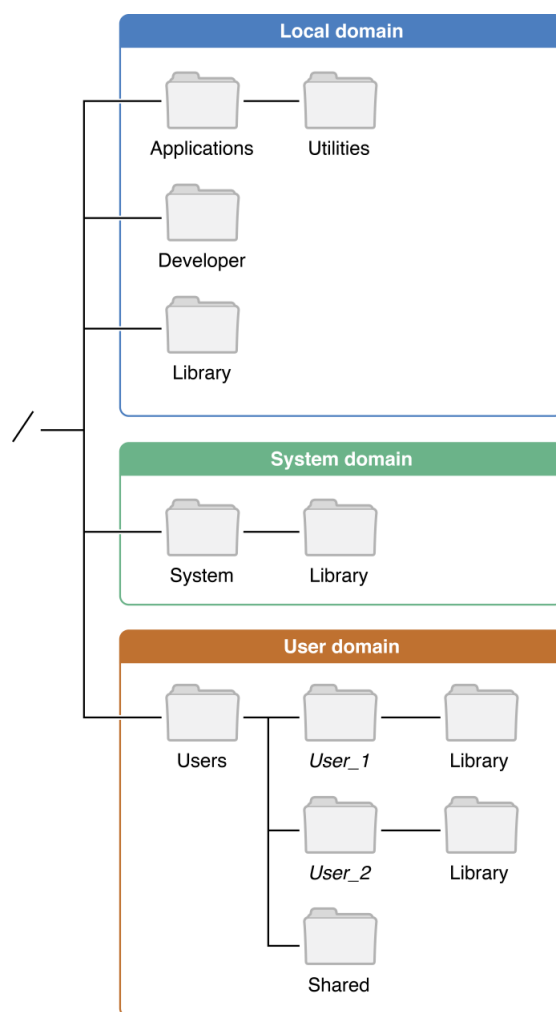 Local domain
Applications
Utilities
Developer
Library
/
System domain
System
Library
User domain
Users
User_1
Library
User_2
Library
Shared